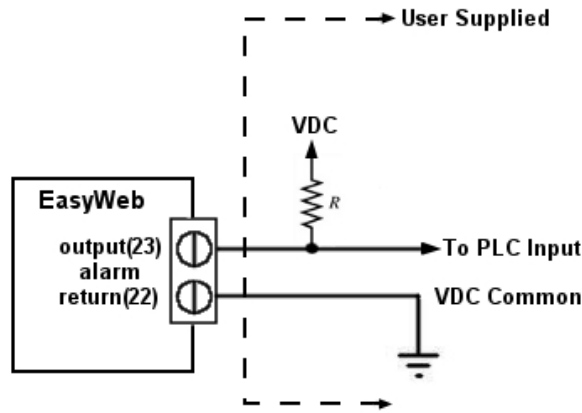 User Supplied
VDC
R
EasyWeb
output(23)
To PLC Input
alarm
return(22)
VDC Common